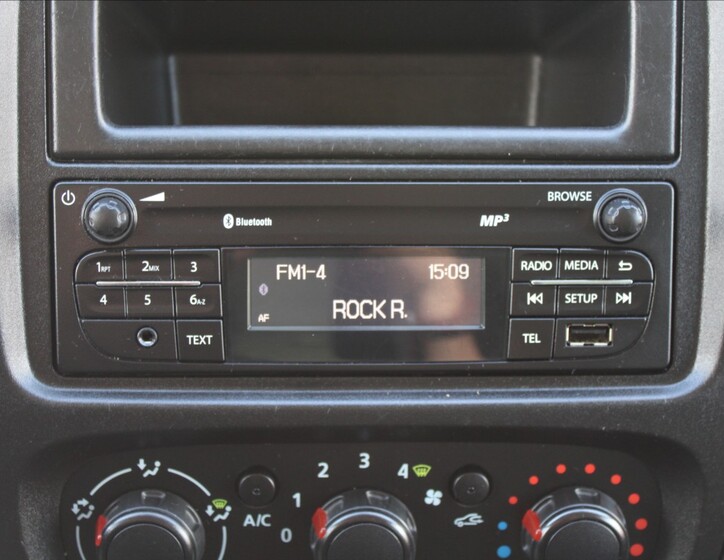 BROWSE
Bluetooth
MP3
1RPT 2MIX 3
FM1-4 15:09
RADIO MEDIA
4 5 6A-Z
AF
ROCK R.
SETUP
TEXT
TEL
0 1 2 3 4
A/C